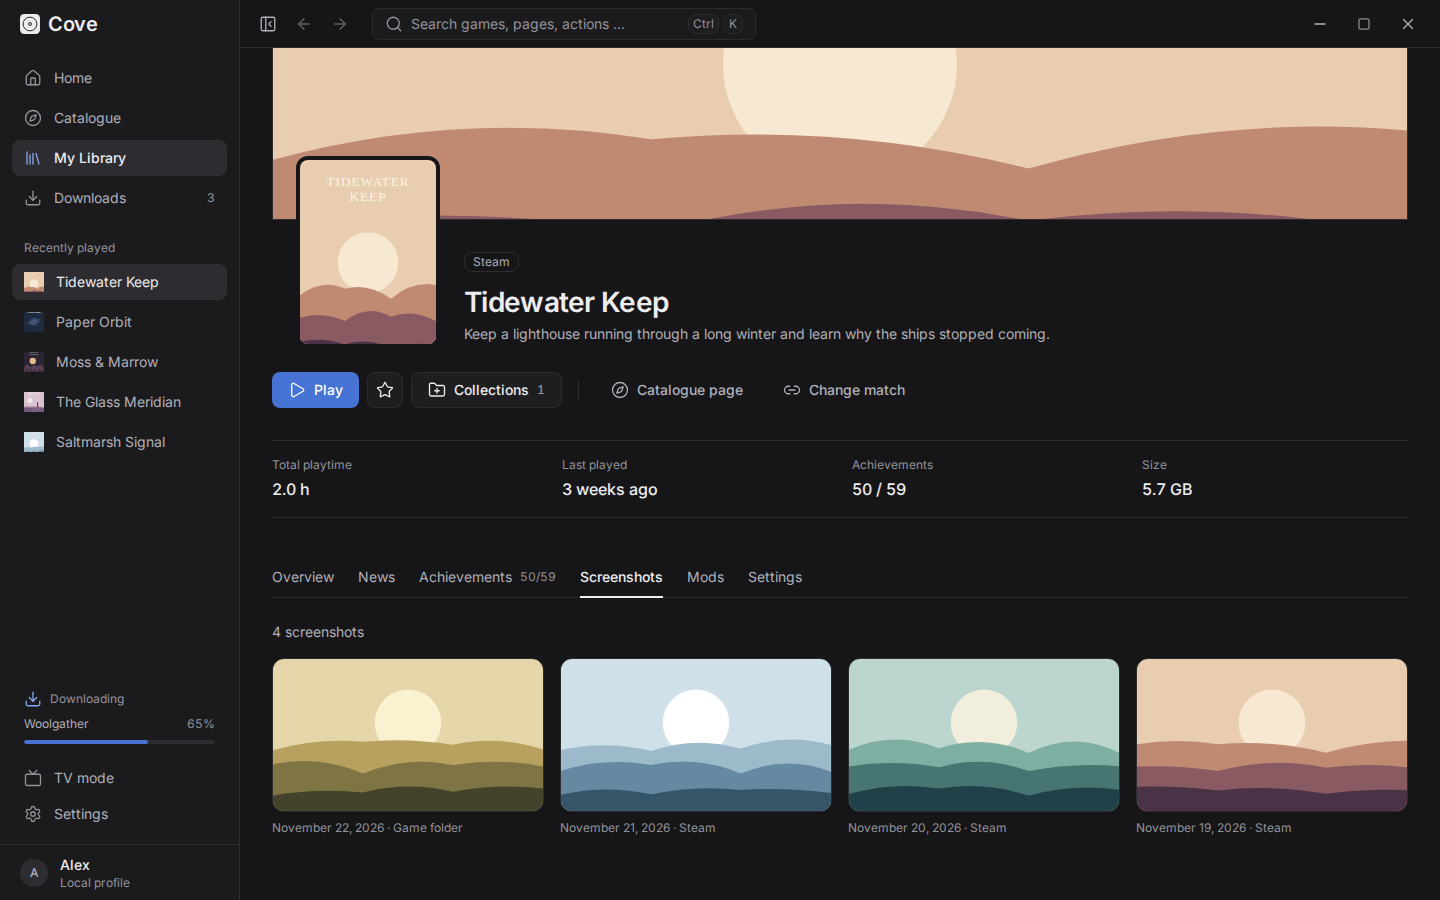 Cove
Search games, pages, actions ...
Ctrl
K
Home
Catalogue
My Library
Downloads
3
Recently played
Tidewater Keep
Paper Orbit
Moss & Marrow
The Glass Meridian
Saltmarsh Signal
Downloading
Woolgather
65%
TV mode
Settings
A
Alex
Local profile
TIDEWATER
KEEP
Steam
Tidewater Keep
Keep a lighthouse running through a long winter and learn why the ships stopped coming.
Play
Collections 1
Catalogue page
Change match
Total playtime
2.0 h
Last played
3 weeks ago
Achievements
50 / 59
Size
5.7 GB
Overview
News
Achievements 50/59
Screenshots
Mods
Settings
4 screenshots
November 22, 2026 · Game folder
November 21, 2026 · Steam
November 20, 2026 · Steam
November 19, 2026 · Steam